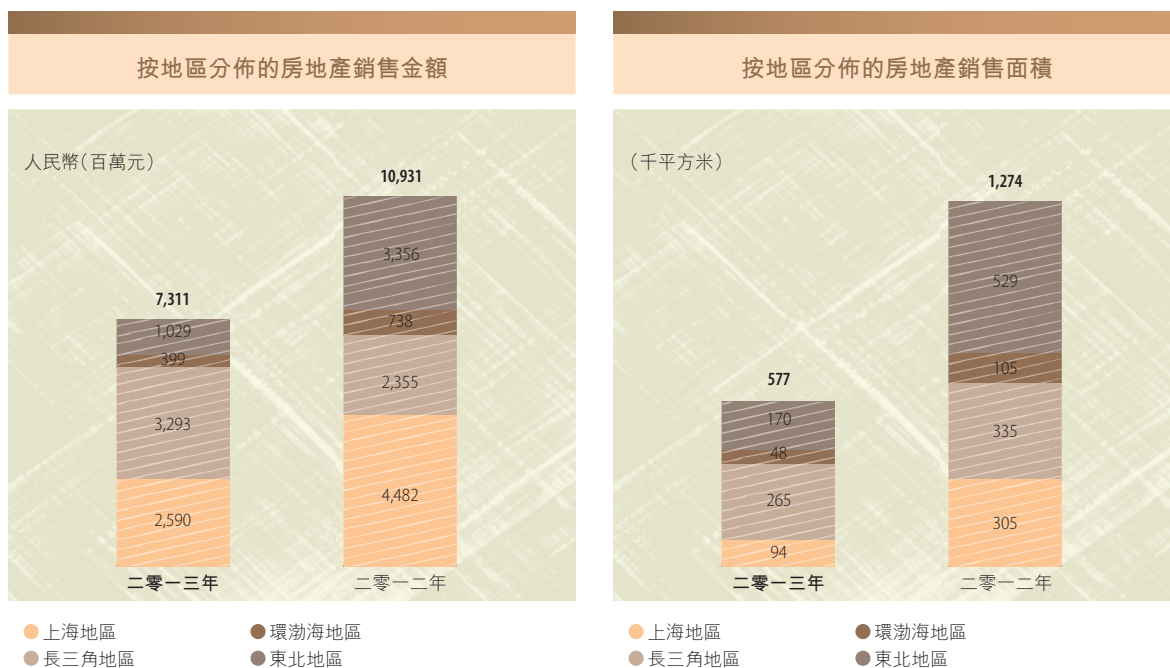 按地區分佈的房地產銷售金額
人民幣(百萬元)
10,931
3,356
7,311
738
1,029
399
2,355
3,293
4,482
2,590
二零一三年
二零一二年
上海地區
環渤海地區
長三角地區
東北地區
按地區分佈的房地產銷售面積
(千平方米)
1,274
529
105
577
170
335
48
265
305
94
二零一三年
二零一二年
上海地區
環渤海地區
長三角地區
東北地區